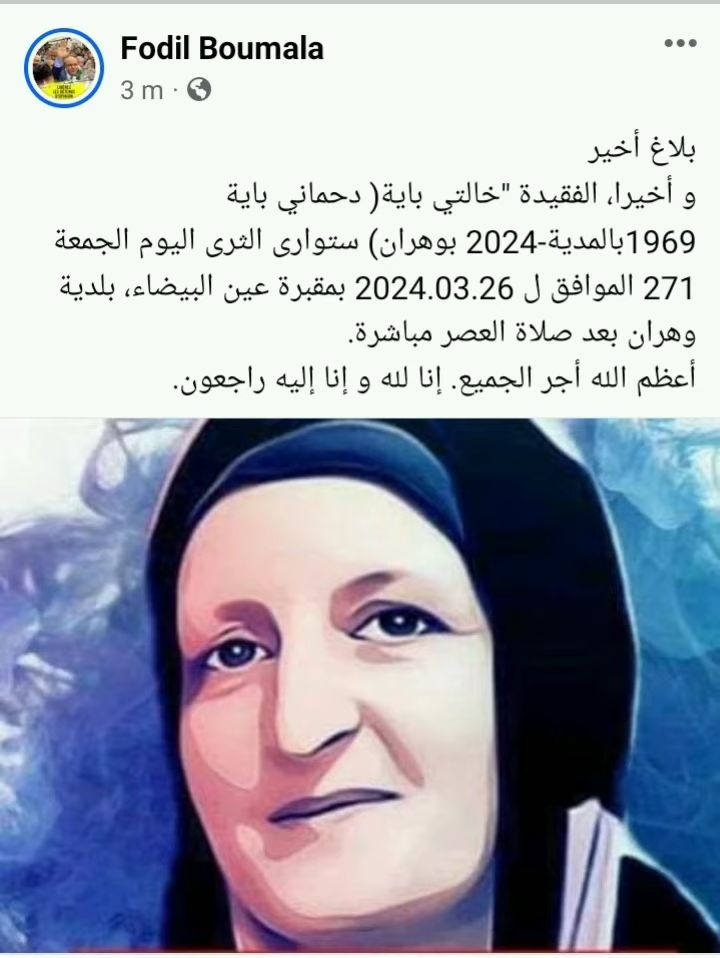 Fodil Boumala
3 m
بلاغ أخير
و أخيرا، الفقيدة "خالتي باية( دحماني باية
1969بالمدية-2024 بوهران) ستوارى الثرى اليوم الجمعة
271 الموافق ل 2024.03.26 بمقبرة عين البيضاء، بلدية
وهران بعد صلاة العصر مباشرة.
أعظم الله أجر الجميع. إنا لله و إنا إليه راجعون.